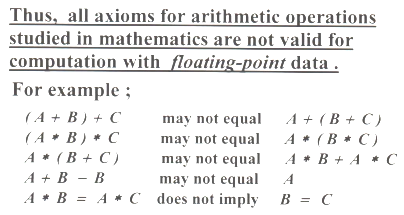 Thus, all axioms for arithmetic operations
studied in mathematics are not valid for
computation with floating-point data .
For example ;
( A + B ) + C may not equal A + ( B + C )
( A * B ) * C may not equal A * ( B * C )
A * ( B + C ) may not equal A * B + A * C
A + B - B may not equal A
A * B = A * C does not imply B = C